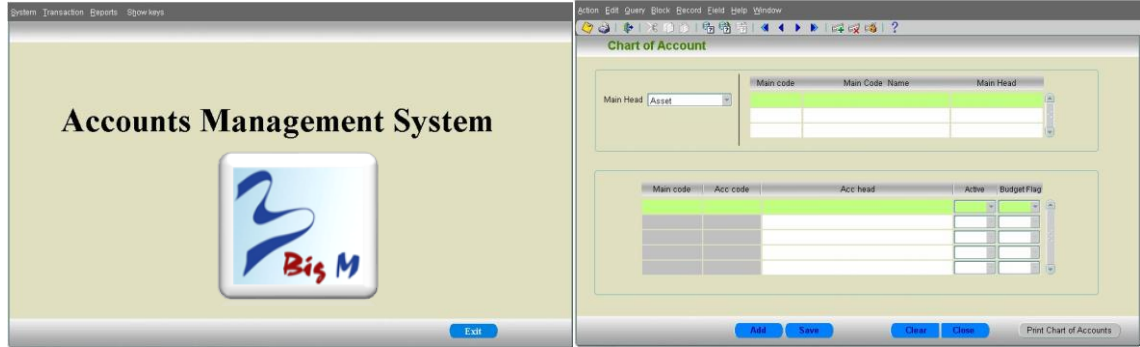 System Transaction Reports Show keys
Accounts Management System
Big M
Exit
Action Edit Query Block Record Field Help Window
Chart of Account
Main code Main Code Name Main Head
Main Head Asset
Main code Acc code Acc head Active Budget Flag
Add Save Clear Close Print Chart of Accounts